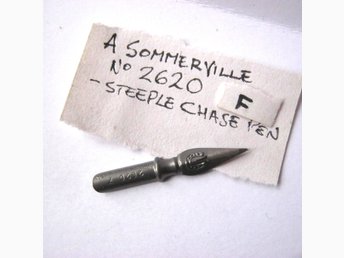 A SOMMERVILLE
No 2620
F
-STEEPLE CHASE PEN